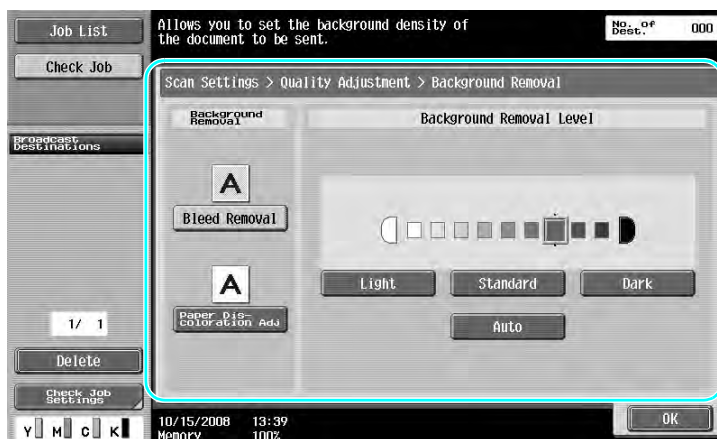 Job List
Allows you to set the background density of
the document to be sent.
No. of
Dest.
000
Check Job
Scan Settings > Quality Adjustment > Background Removal
Background
Removal
Background Removal Level
Broadcast
Destinations
A
Bleed Removal
A
Light
Standard
Dark
Paper Dis-
coloration Adj
Auto
1/ 1
Delete
Check Job
Settings
Y M C K
10/15/2008 13:39
Memory 100%
OK